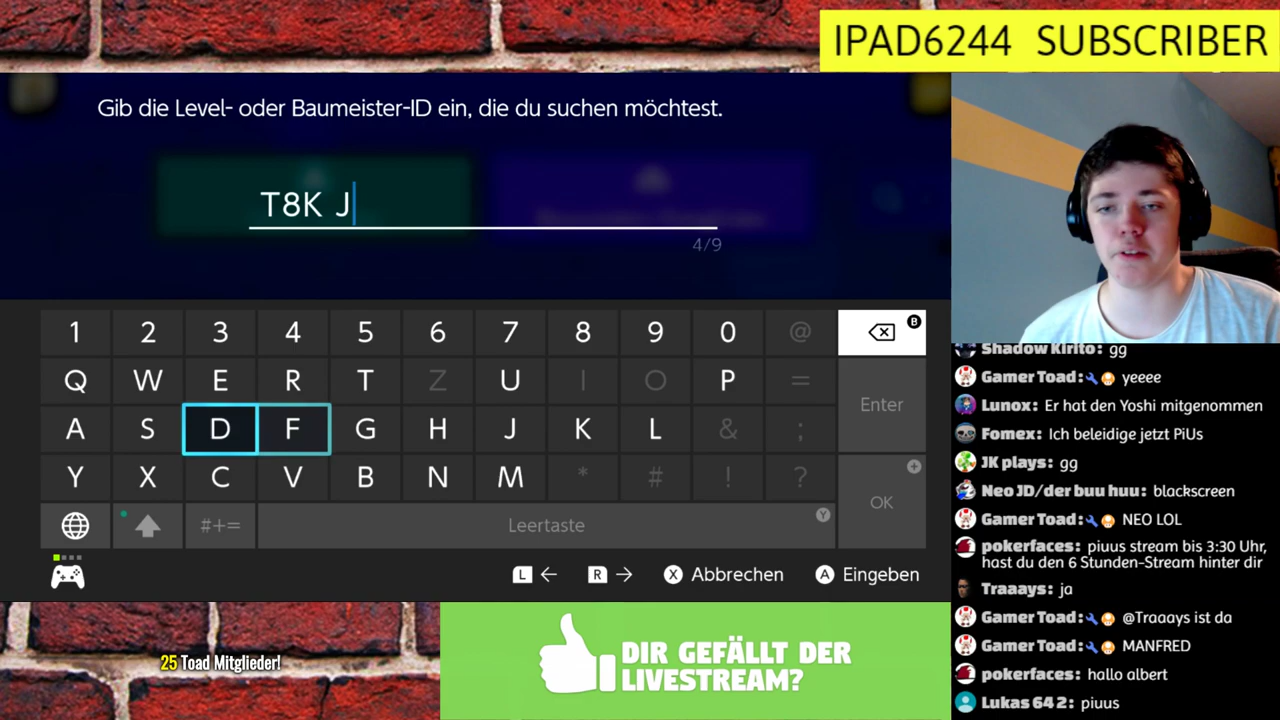 IPAD6244 SUBSCRIBER
Gib die Level- oder Baumeister-ID ein, die du suchen möchtest.
T8K J
4/9
1 2 3 4 5 6 7 8 9 0 @ B
Q W E R T Z U I O P = Enter
A S D F G H J K L & ;
Y X C V B N M * # ! ? OK
#+= Leertaste Y
L ← R → X Abbrechen A Eingeben
Shadow Kirito: gg
Gamer Toad: yeeee
Lunox: Er hat den Yoshi mitgenommen
Fomex: Ich beleidige jetzt PiUs
JK plays: gg
Neo JD/der buu huu: blackscreen
Gamer Toad: NEO LOL
pokerfaces: piuus stream bis 3:30 Uhr,
hast du den 6 Stunden-Stream hinter dir
Traaays: ja
Gamer Toad: @Traaays ist da
Gamer Toad: MANFRED
pokerfaces: hallo albert
Lukas 64 2: piuus
25 Toad Mitglieder!
DIR GEFÄLLT DER
LIVESTREAM?